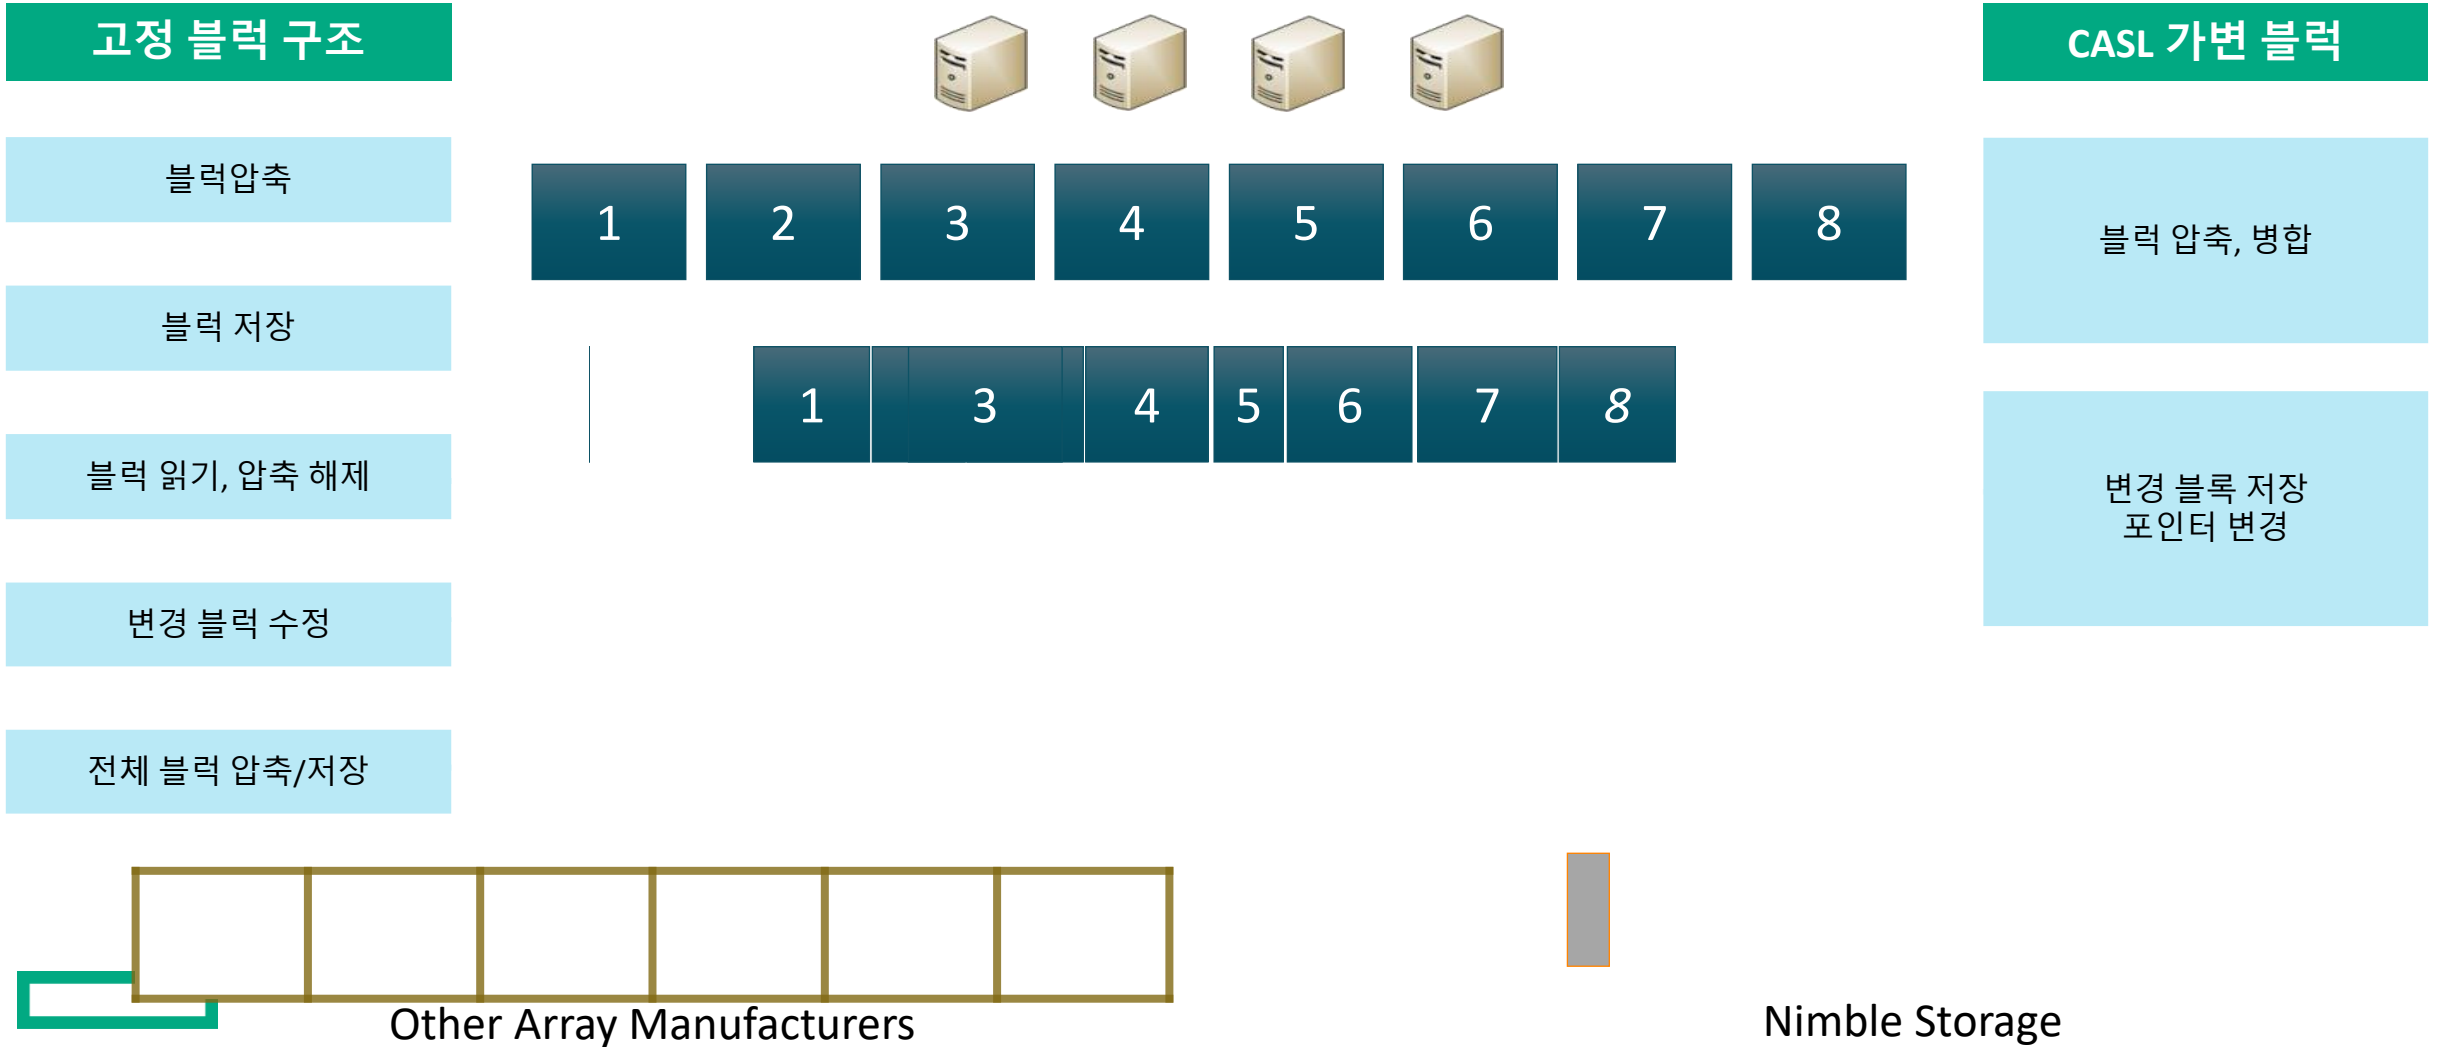 고정 블럭 구조
CASL 가변 블럭
블럭압축
블럭 저장
블럭 읽기, 압축 해제
변경 블럭 수정
전체 블럭 압축/저장
1 2 3 4 5 6 7 8
1 3 4 5 6 7 8
블럭 압축, 병합
변경 블록 저장
포인터 변경
Other Array Manufacturers
Nimble Storage